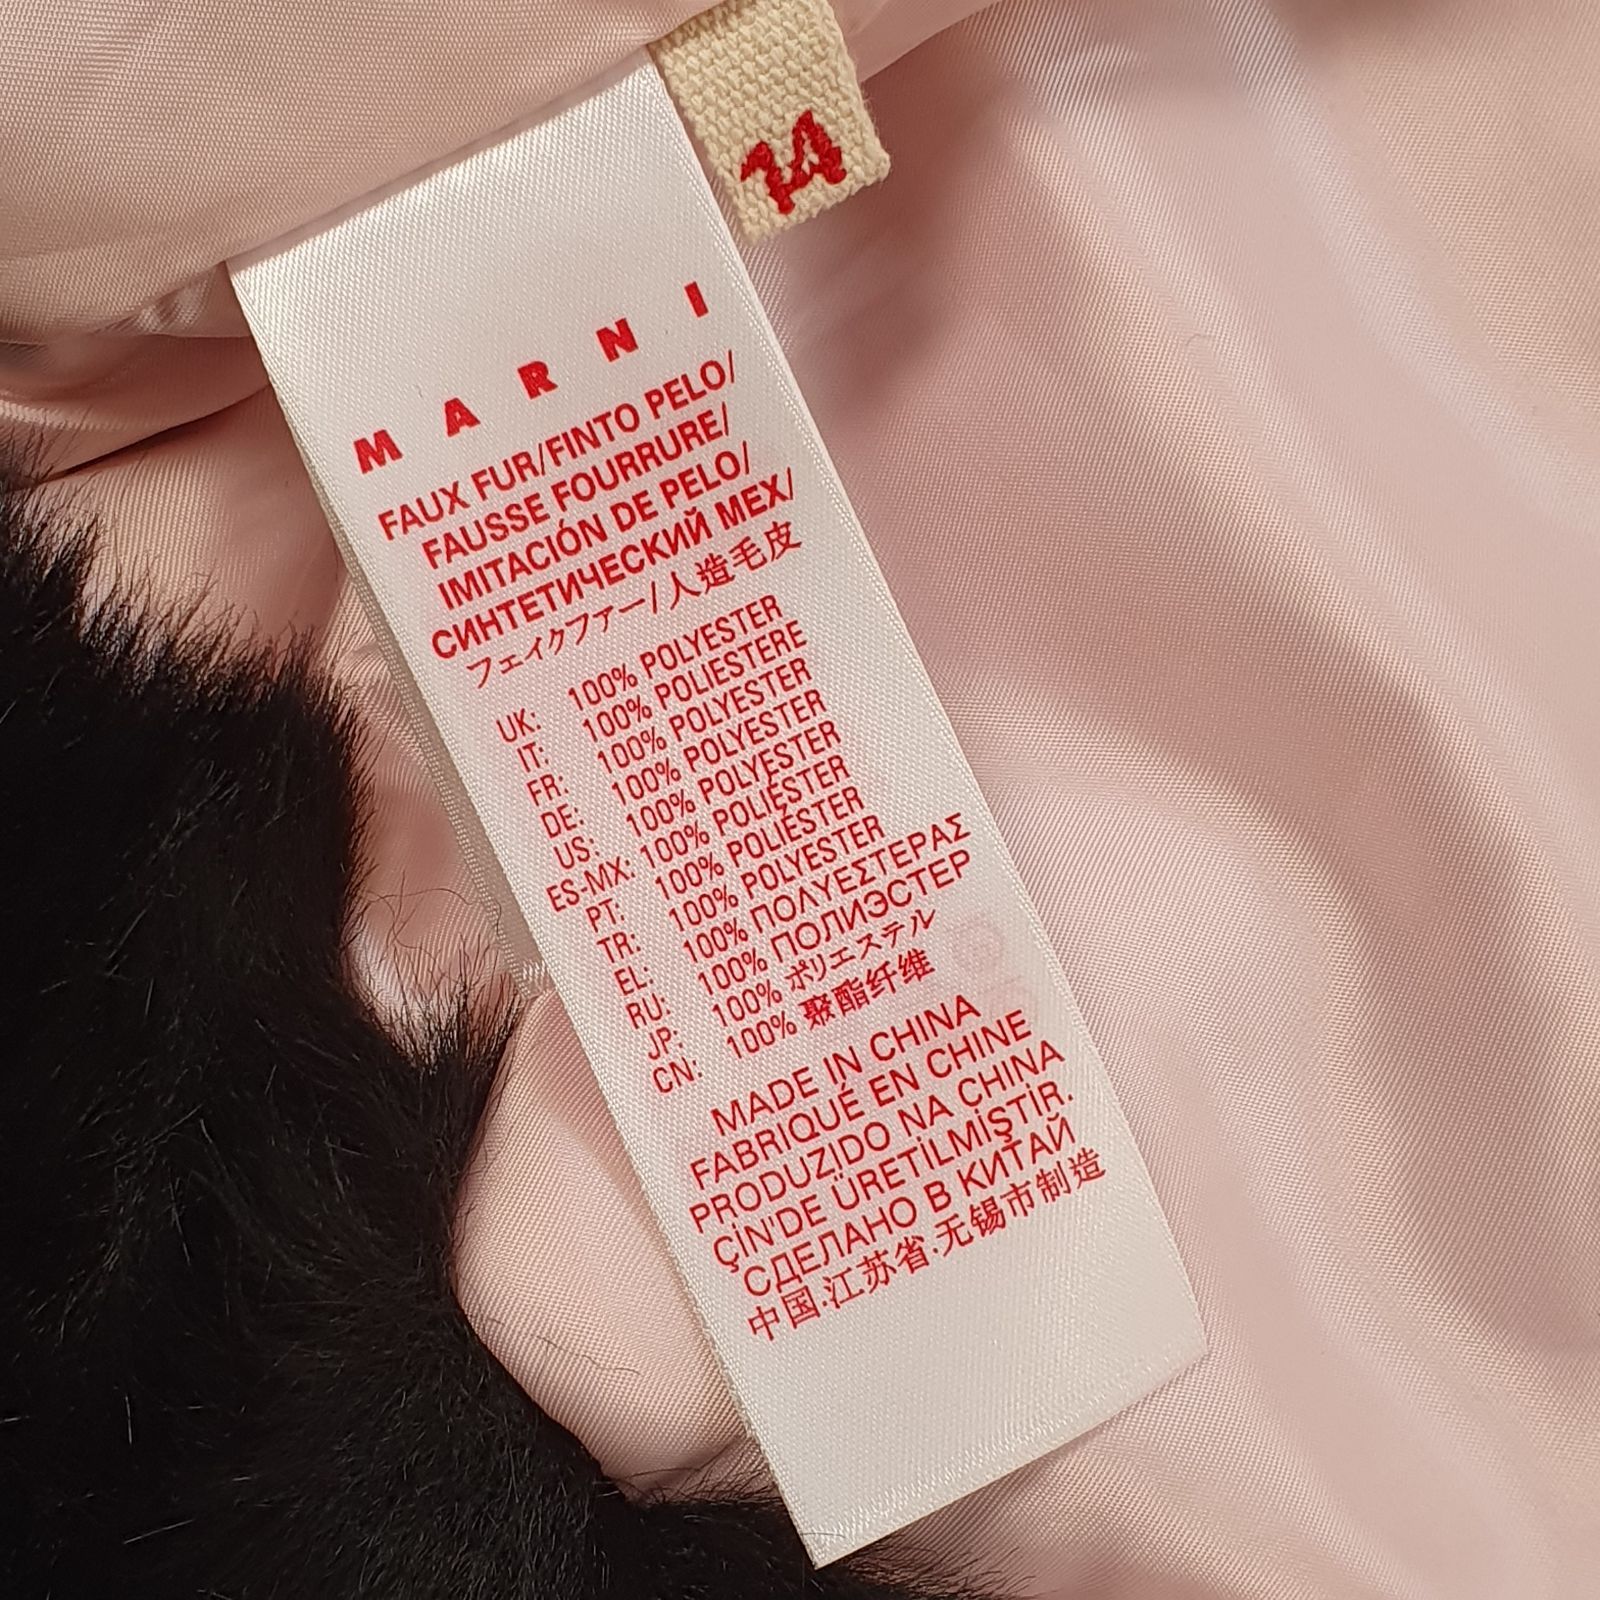 14
MARNI
FAUX FUR/FINTO PELO/
FAUSSE FOURRURE/
IMITACIÓN DE PELO/
СИНТЕТИЧЕСКИЙ МЕХ/
フェイクファー/人造毛皮
UK: 100% POLYESTER
IT: 100% POLIESTERE
FR: 100% POLYESTER
DE: 100% POLYESTER
US: 100% POLYESTER
ES-MX: 100% POLIÉSTER
PT: 100% POLIÉSTER
TR: 100% POLYESTER
EL: 100% ΠΟΛΥΕΣΤΕΡΑΣ
RU: 100% ПОЛИЭСТЕР
JP: 100% ポリエステル
CN: 100% 聚酯纤维
MADE IN CHINA
FABRIQUÉ EN CHINE
PRODUZIDO NA CHINA
ÇİN'DE ÜRETİLMİŞTİR.
СДЕЛАНО В КИТАЙ
中国.江苏省.无锡市制造